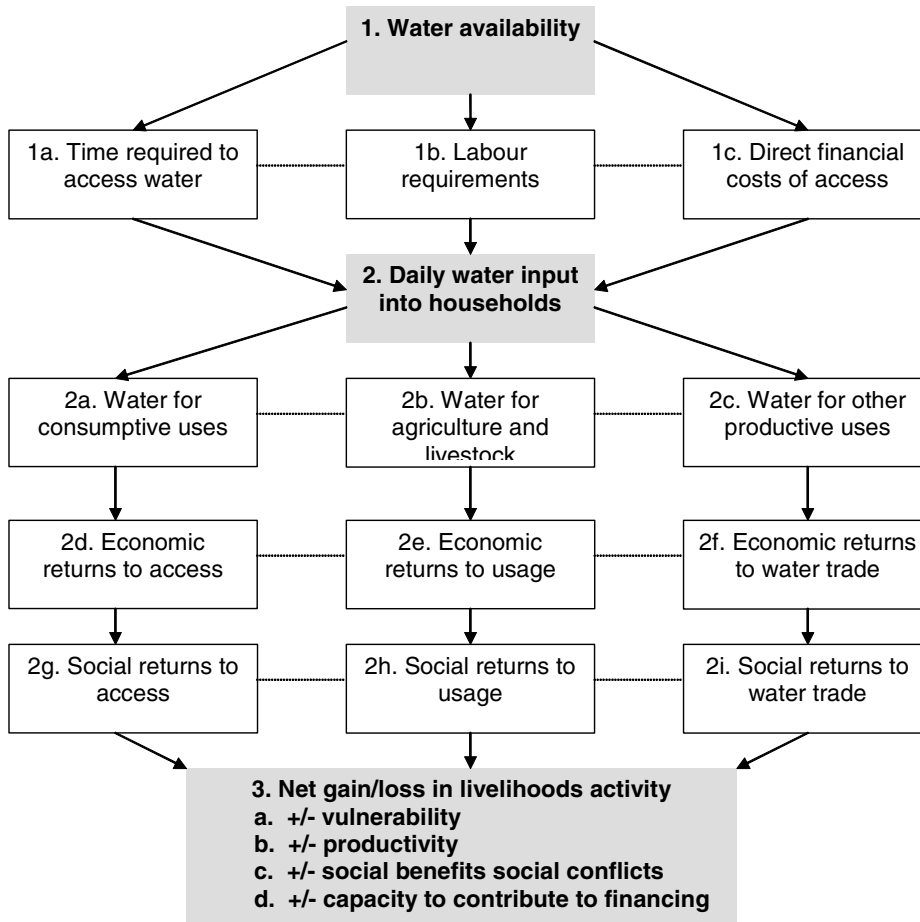 1. Water availability
1a. Time required to
access water
1b. Labour
requirements
1c. Direct financial
costs of access
2. Daily water input
into households
2a. Water for
consumptive uses
2b. Water for
agriculture and
livestock
2c. Water for other
productive uses
2d. Economic
returns to access
2e. Economic
returns to usage
2f. Economic returns
to water trade
2g. Social returns to
access
2h. Social returns to
usage
2i. Social returns to
water trade
3. Net gain/loss in livelihoods activity
a. +/- vulnerability
b. +/- productivity
c. +/- social benefits social conflicts
d. +/- capacity to contribute to financing